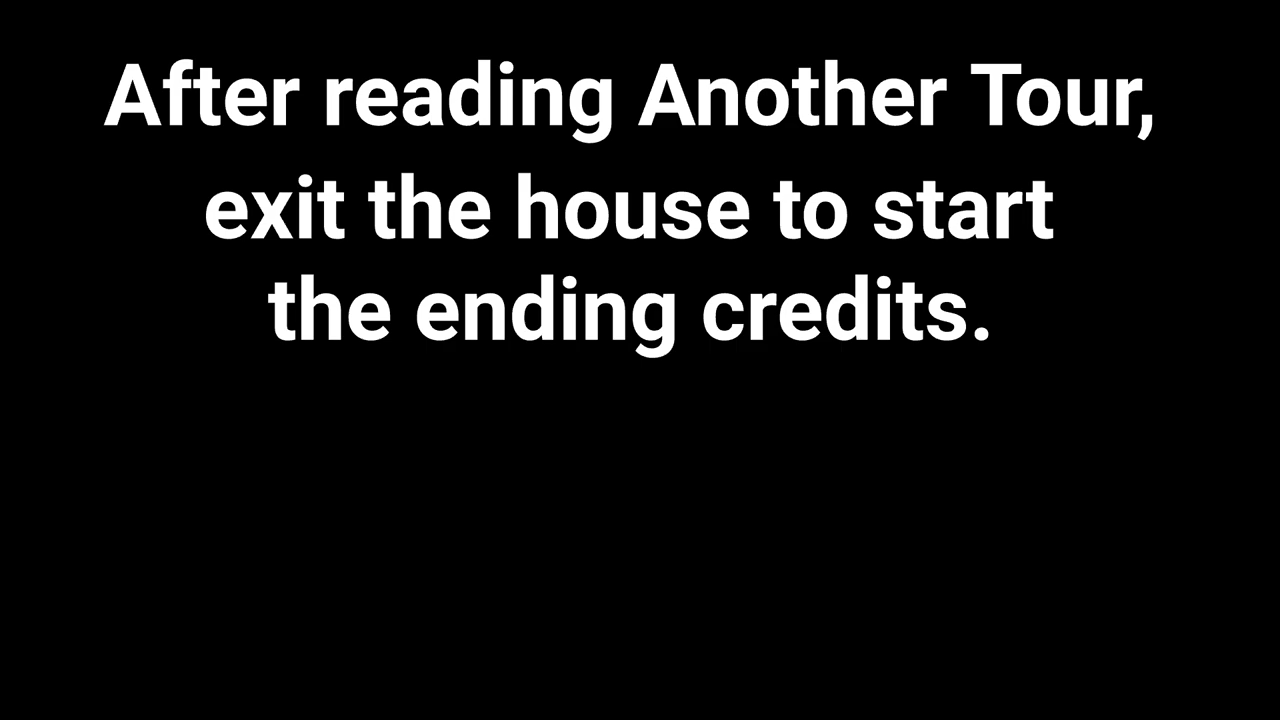 After reading Another Tour,
exit the house to start
the ending credits.